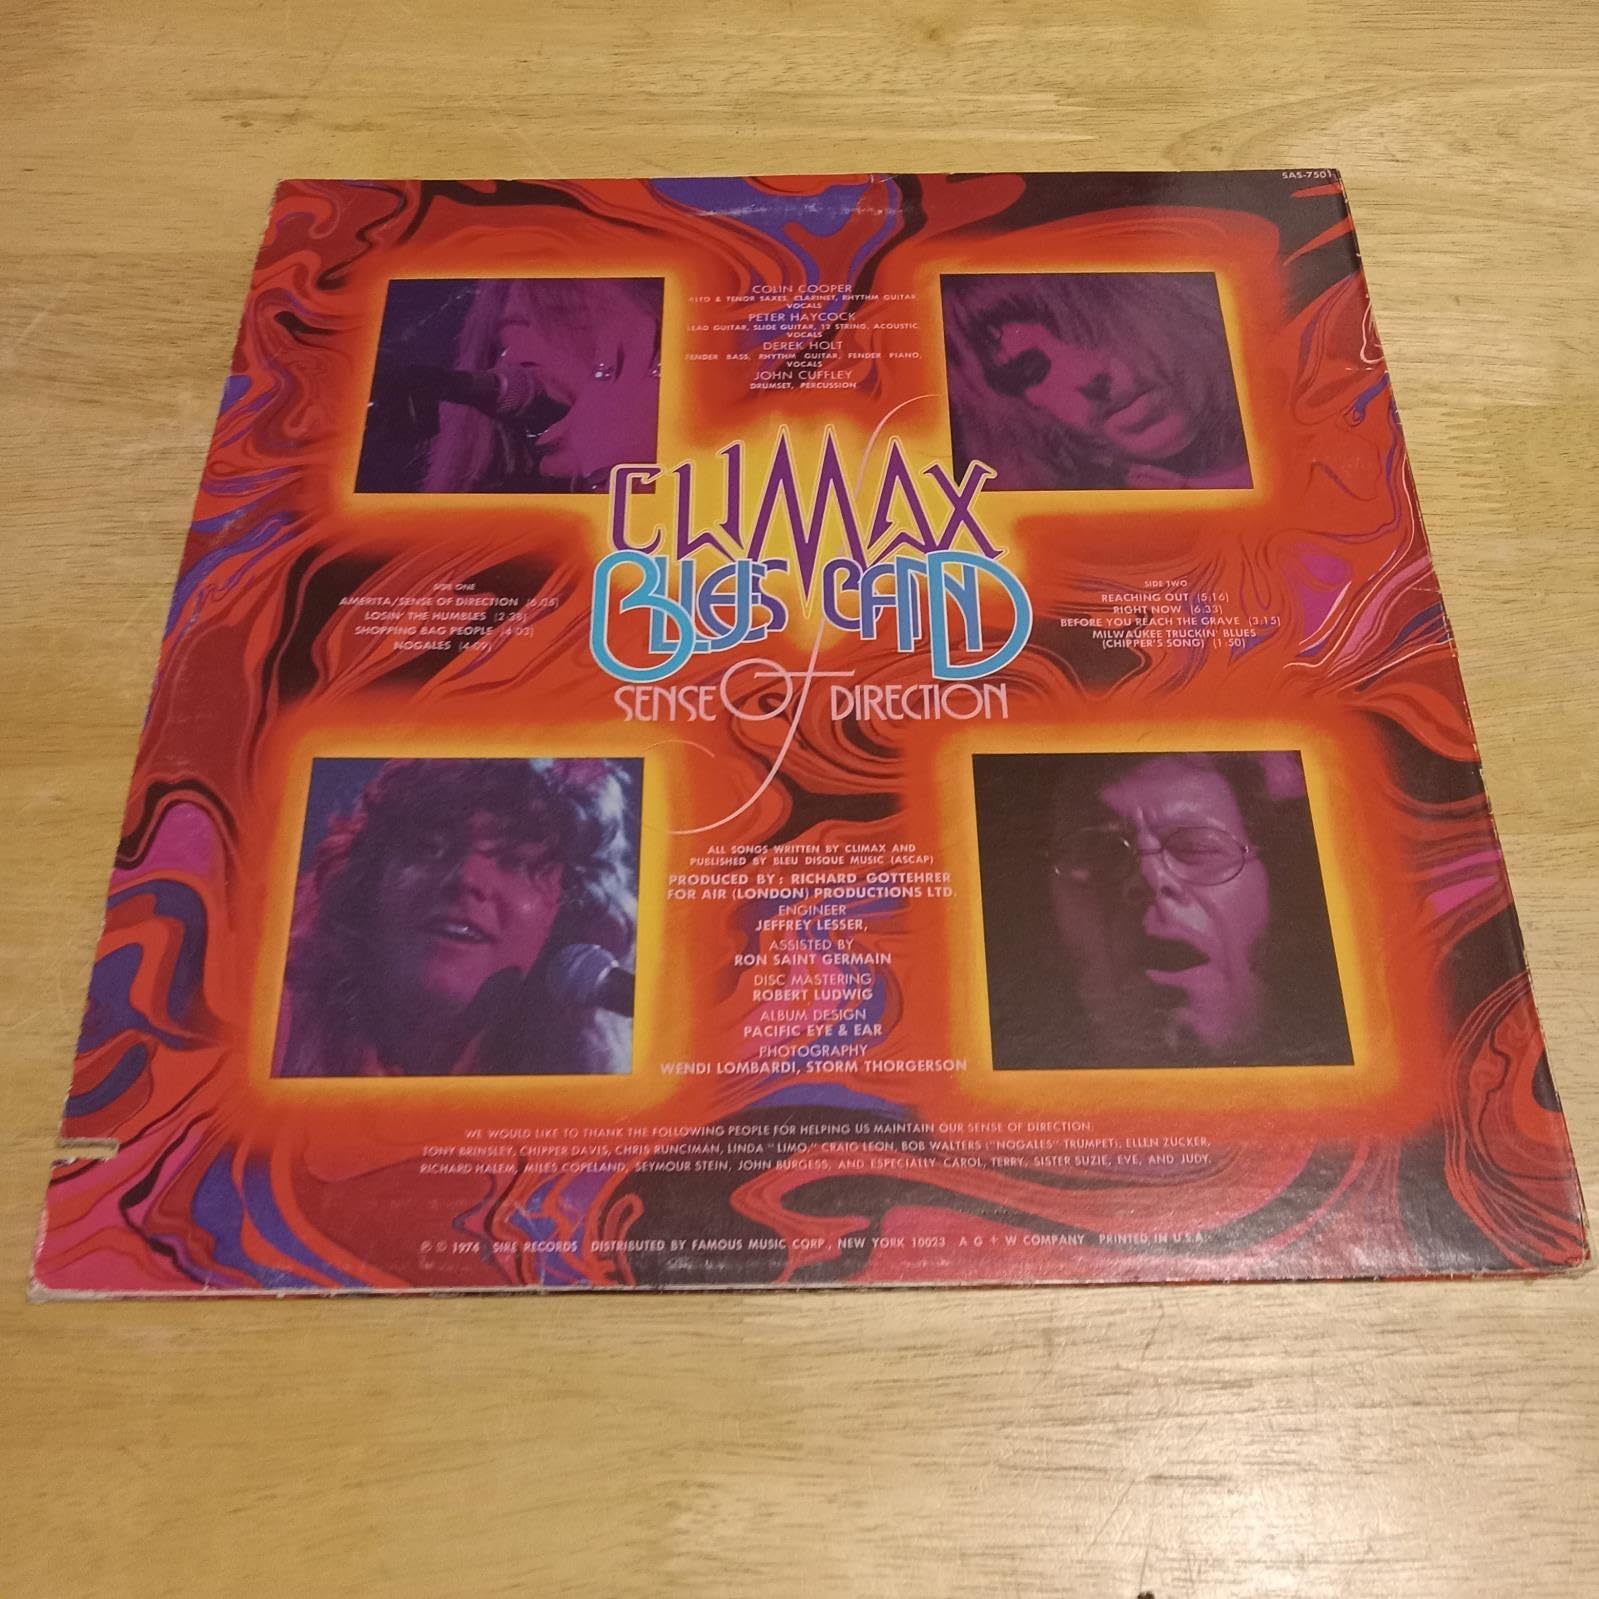 SAS-7501
COLIN COOPER
ALTO & TENOR SAXES, CLARINET, RHYTHM GUITAR,
VOCALS
PETER HAYCOCK
LEAD GUITAR, SLIDE GUITAR, 12 STRING, ACOUSTIC,
VOCALS
DEREK HOLT
FENDER BASS, RHYTHM GUITAR, FENDER PIANO,
VOCALS
JOHN CUFFLEY
DRUMSET, PERCUSSION
CLIMAX
BLUES BAND
SENSE OF DIRECTION
SIDE ONE
AMERITA/SENSE OF DIRECTION (6:05)
LOSIN' THE HUMBLES (2:38)
SHOPPING BAG PEOPLE (4:03)
NOGALES (4:09)
SIDE TWO
REACHING OUT (5:16)
RIGHT NOW (6:33)
BEFORE YOU REACH THE GRAVE (3:15)
MILWAUKEE TRUCKIN' BLUES
(CHIPPER'S SONG) (1:50)
ALL SONGS WRITTEN BY CLIMAX AND
PUBLISHED BY BLEU DISQUE MUSIC (ASCAP)
PRODUCED BY: RICHARD GOTTEHRER
FOR AIR (LONDON) PRODUCTIONS LTD.
ENGINEER
JEFFREY LESSER,
ASSISTED BY
RON SAINT GERMAIN
DISC MASTERING
ROBERT LUDWIG
ALBUM DESIGN
PACIFIC EYE & EAR
PHOTOGRAPHY
WENDI LOMBARDI, STORM THORGERSON
WE WOULD LIKE TO THANK THE FOLLOWING PEOPLE FOR HELPING US MAINTAIN OUR SENSE OF DIRECTION:
TONY BRINSLEY, CHIPPER DAVIS, CHRIS RUNCIMAN, LINDA "LIMO," CRAIG LEON, BOB WALTERS ("NOGALES" TRUMPET), ELLEN ZUCKER,
RICHARD HALEM, MILES COPELAND, SEYMOUR STEIN, JOHN BURGESS, AND ESPECIALLY CAROL, TERRY, SISTER SUZIE, EVE, AND JUDY.
℗ © 1974 SIRE RECORDS DISTRIBUTED BY FAMOUS MUSIC CORP., NEW YORK 10023 A G + W COMPANY PRINTED IN U.S.A.